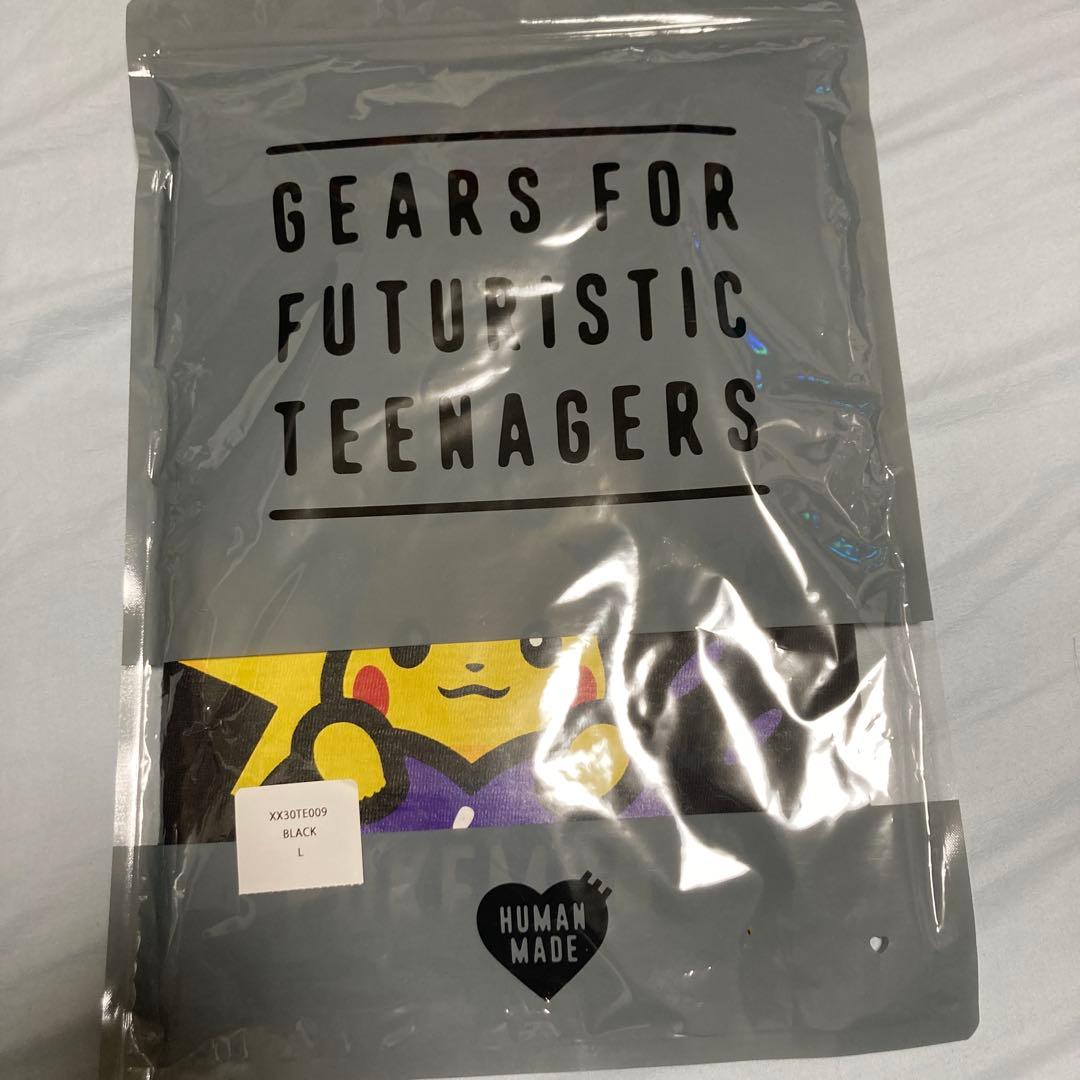 GEARS FOR
FUTURISTIC
TEENAGERS
XX30TE009
BLACK
L
HUMAN
MADE